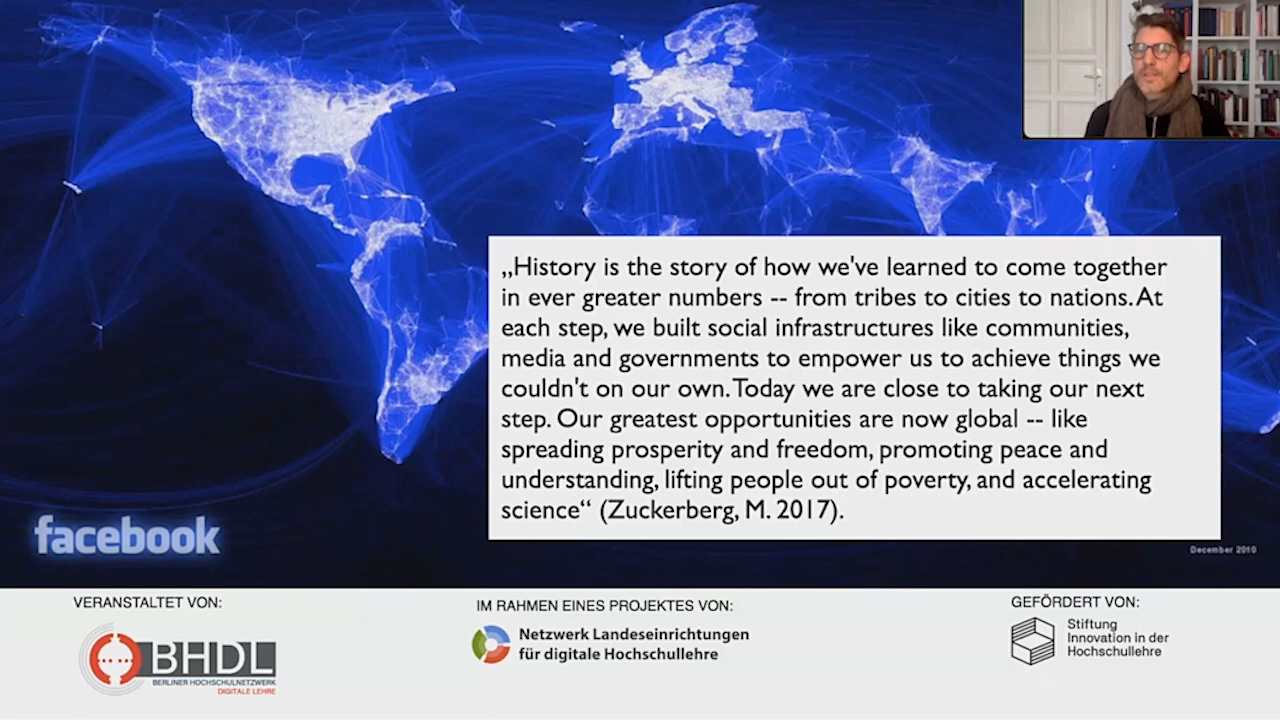 „History is the story of how we've learned to come together
in ever greater numbers -- from tribes to cities to nations. At
each step, we built social infrastructures like communities,
media and governments to empower us to achieve things we
couldn't on our own. Today we are close to taking our next
step. Our greatest opportunities are now global -- like
spreading prosperity and freedom, promoting peace and
understanding, lifting people out of poverty, and accelerating
science“ (Zuckerberg, M. 2017).
facebook
December 2010
VERANSTALTET VON:
BHDL
BERLINER HOCHSCHULNETZWERK
DIGITALE LEHRE
IM RAHMEN EINES PROJEKTES VON:
Netzwerk Landeseinrichtungen
für digitale Hochschullehre
GEFÖRDERT VON:
Stiftung
Innovation in der
Hochschullehre